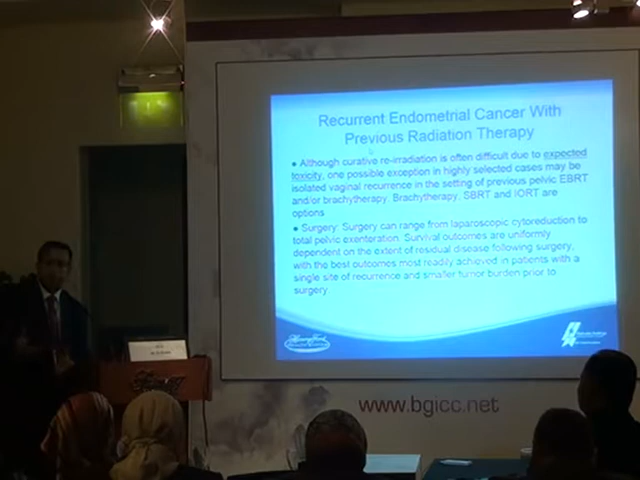 Recurrent Endometrial Cancer With
Previous Radiation Therapy
• Although curative re-irradiation is often difficult due to expected
toxicity, one possible exception in highly selected cases may be
isolated vaginal recurrence in the setting of previous pelvic EBRT
and/or brachytherapy. Brachytherapy, SBRT and IORT are
options
• Surgery: Surgery can range from laparoscopic cytoreduction to
total pelvic exenteration. Survival outcomes are uniformly
dependent on the extent of residual disease following surgery,
with the best outcomes most readily achieved in patients with a
single site of recurrence and smaller tumor burden prior to
surgery
Henry Ford
www.bgicc.net